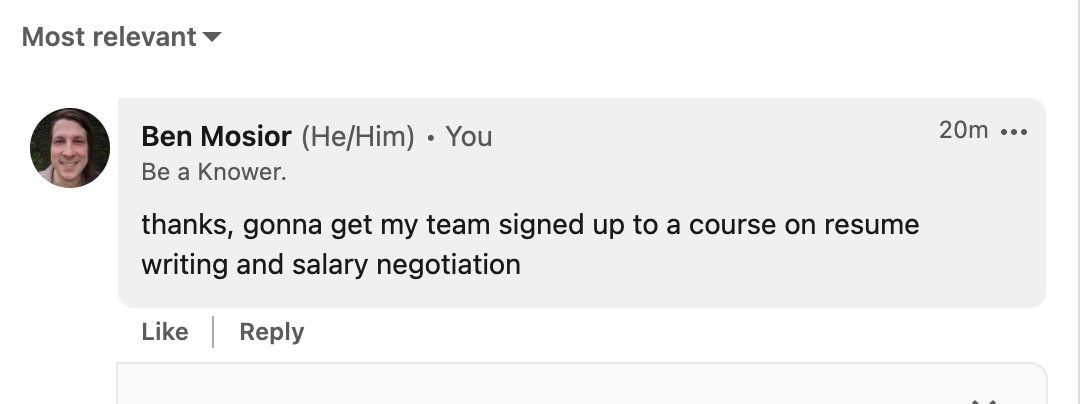 Most relevant
Ben Mosior (He/Him) • You
20m
Be a Knower.
thanks, gonna get my team signed up to a course on resume
writing and salary negotiation
Like
Reply